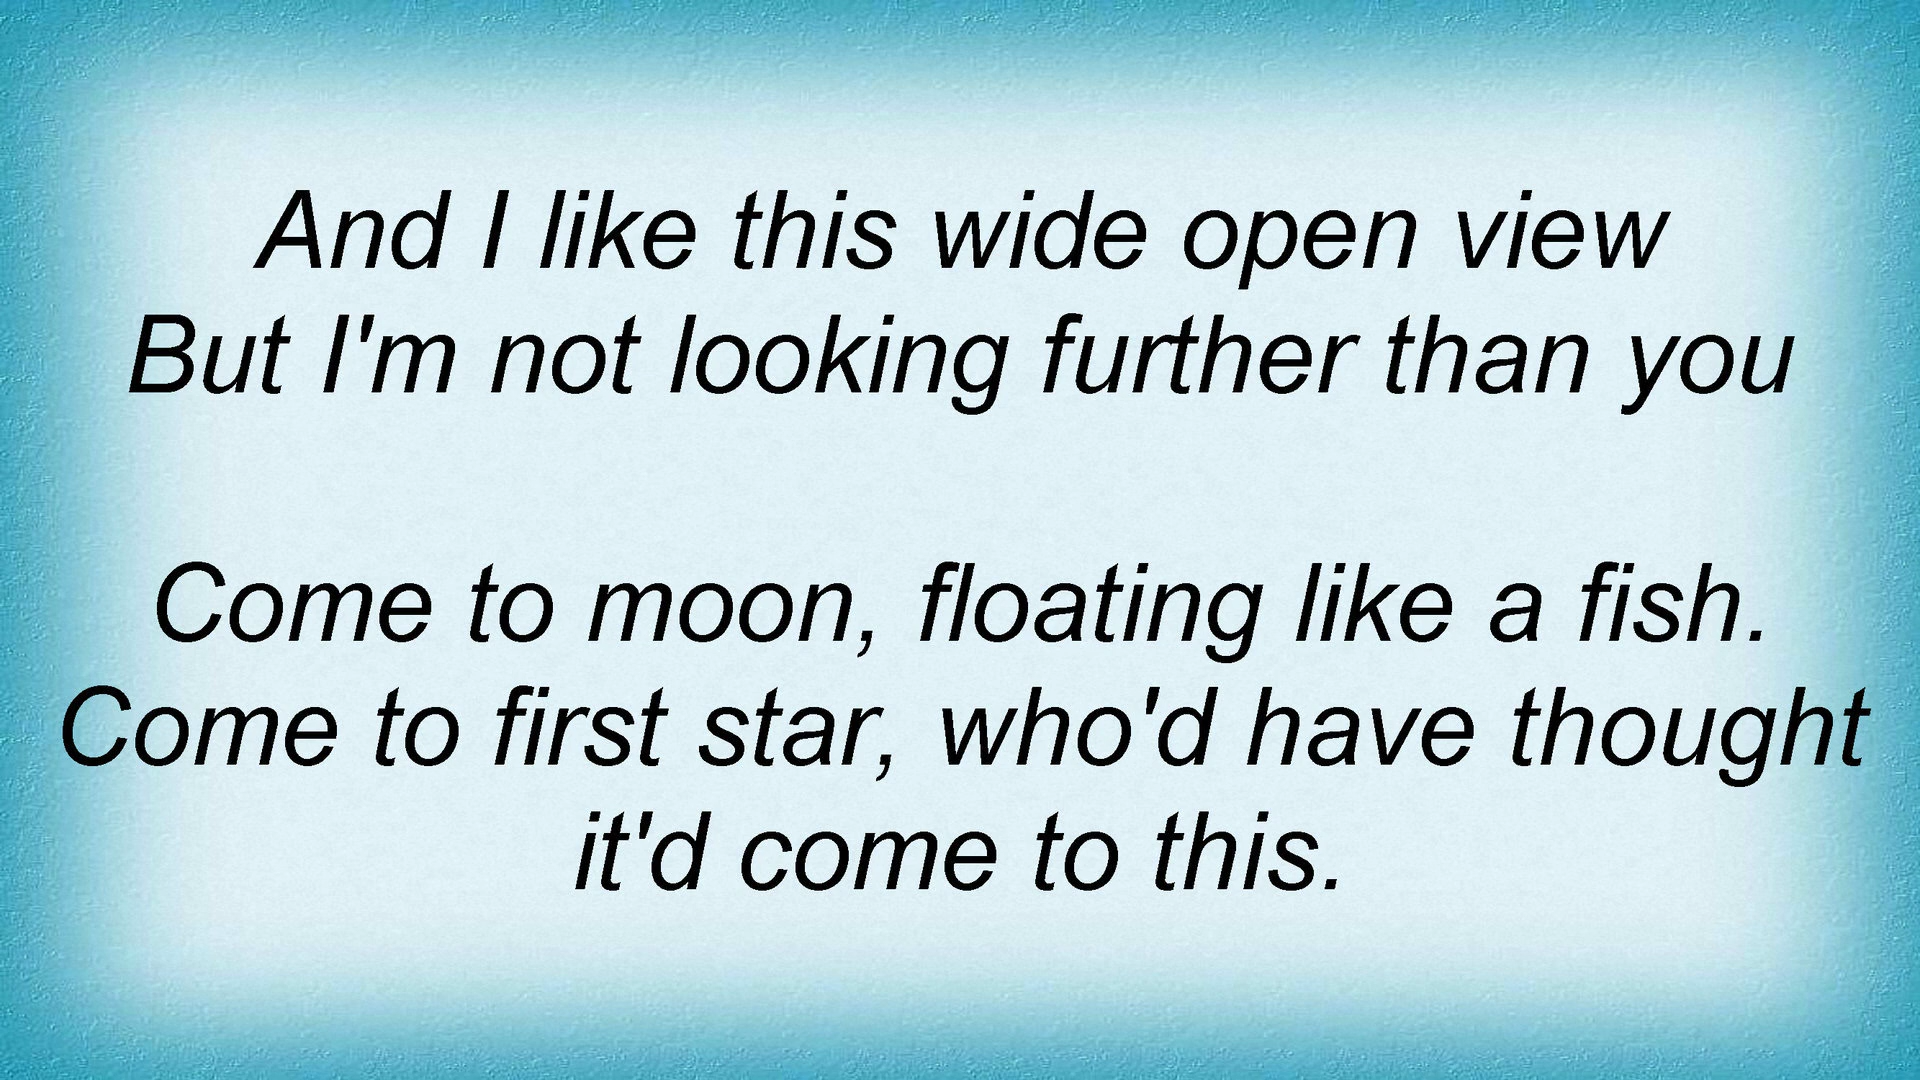 And I like this wide open view
But I'm not looking further than you
Come to moon, floating like a fish.
Come to first star, who'd have thought
it'd come to this.